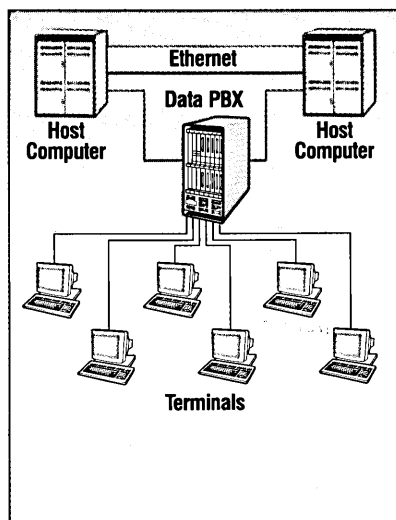 Ethernet
Data PBX
Host
Computer
Host
Computer
Terminals